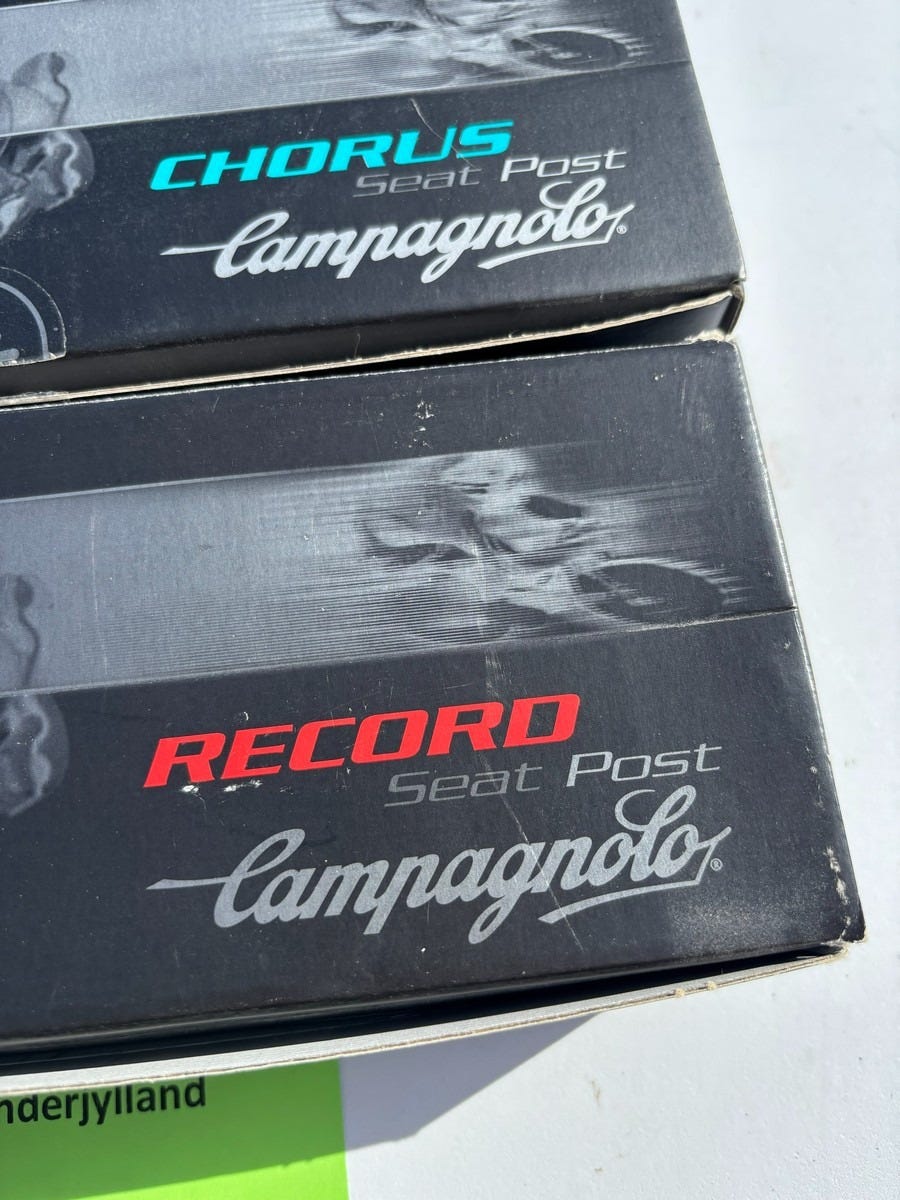 CHORUS
Seat Post
Campagnolo®
RECORD
Seat Post
Campagnolo®
nderjylland